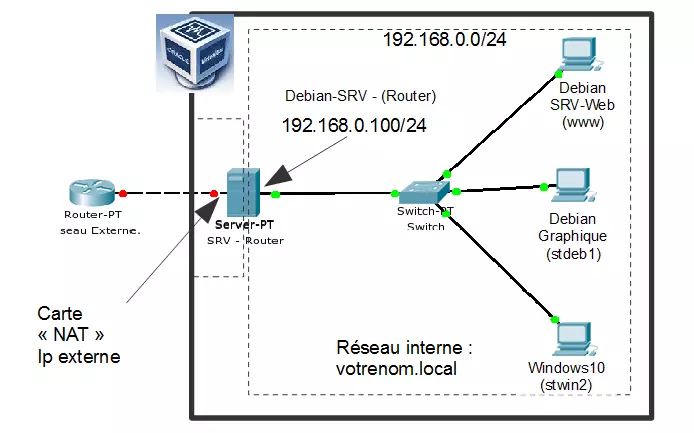 192.168.0.0/24
ORACLE
Debian-SRV - (Router)
192.168.0.100/24
Debian
SRV-Web
(www)
Router-PT
seau Externe.
Server-PT
SRV - Router
Switch-PT
Switch
Debian
Graphique
(stdeb1)
Carte
« NAT »
Ip externe
Réseau interne :
votrenom.local
Windows10
(stwin2)